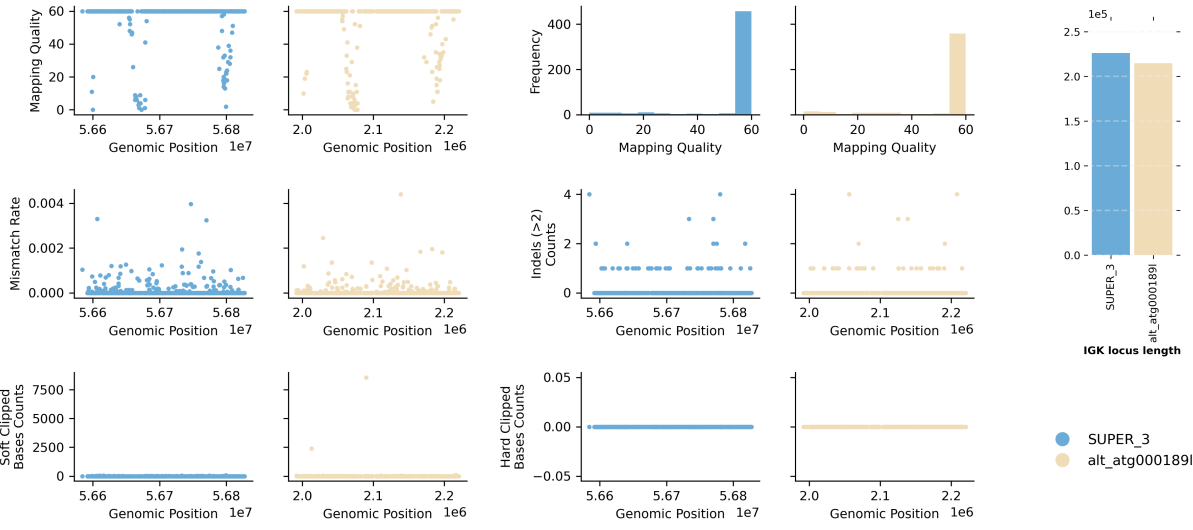 60
40
20
0
Mapping Quality
5.66
5.67
5.68
Genomic Position
1e7
2.0
2.1
2.2
Genomic Position
1e6
400
200
0
Frequency
0
20
40
60
Mapping Quality
0
20
40
60
Mapping Quality
1e5
2.5
2.0
1.5
1.0
0.5
0.0
SUPER_3
alt_atg000189l
IGK locus length
0.004
0.002
0.000
Mismatch Rate
5.66
5.67
5.68
Genomic Position
1e7
2.0
2.1
2.2
Genomic Position
1e6
4
2
0
Indels (>2)
Counts
5.66
5.67
5.68
Genomic Position
1e7
2.0
2.1
2.2
Genomic Position
1e6
7500
5000
2500
0
Soft Clipped
Bases Counts
5.66
5.67
5.68
Genomic Position
1e7
2.0
2.1
2.2
Genomic Position
1e6
0.05
0.00
−0.05
Hard Clipped
Bases Counts
5.66
5.67
5.68
Genomic Position
1e7
2.0
2.1
2.2
Genomic Position
1e6
SUPER_3
alt_atg000189l